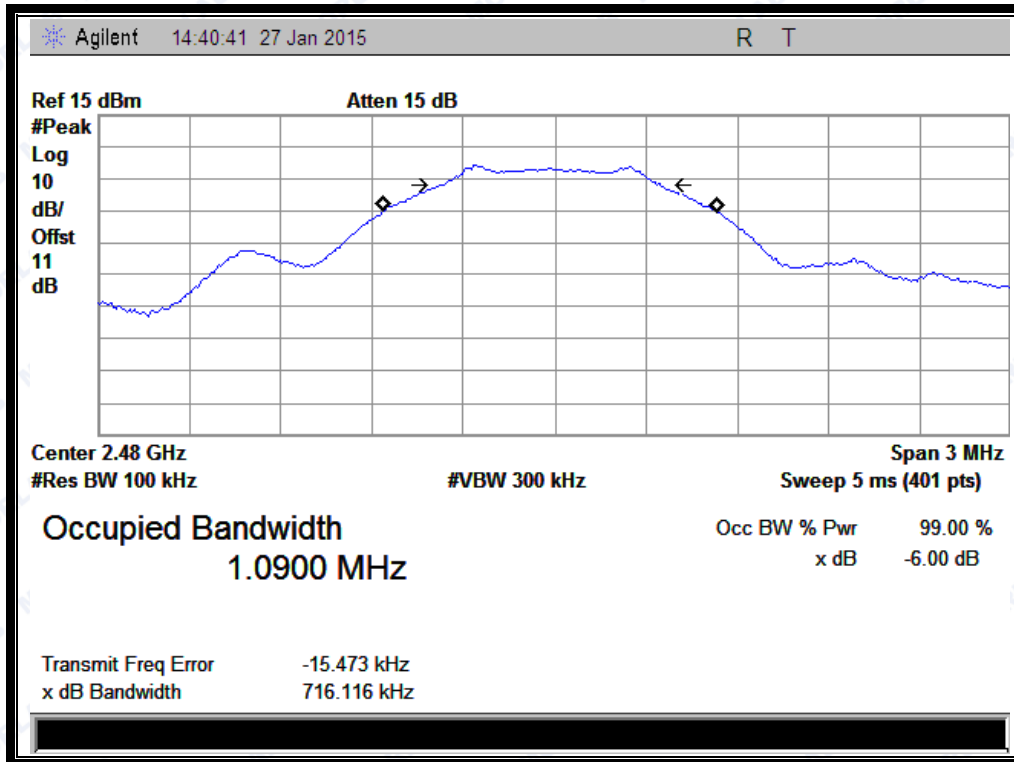 Agilent 14:40:41 27 Jan 2015 R T
Ref 15 dBm Atten 15 dB
#Peak
Log
10
dB/
Offst
11
dB
Center 2.48 GHz Span 3 MHz
#Res BW 100 kHz #VBW 300 kHz Sweep 5 ms (401 pts)
Occupied Bandwidth Occ BW % Pwr 99.00 %
1.0900 MHz x dB -6.00 dB
Transmit Freq Error -15.473 kHz
x dB Bandwidth 716.116 kHz